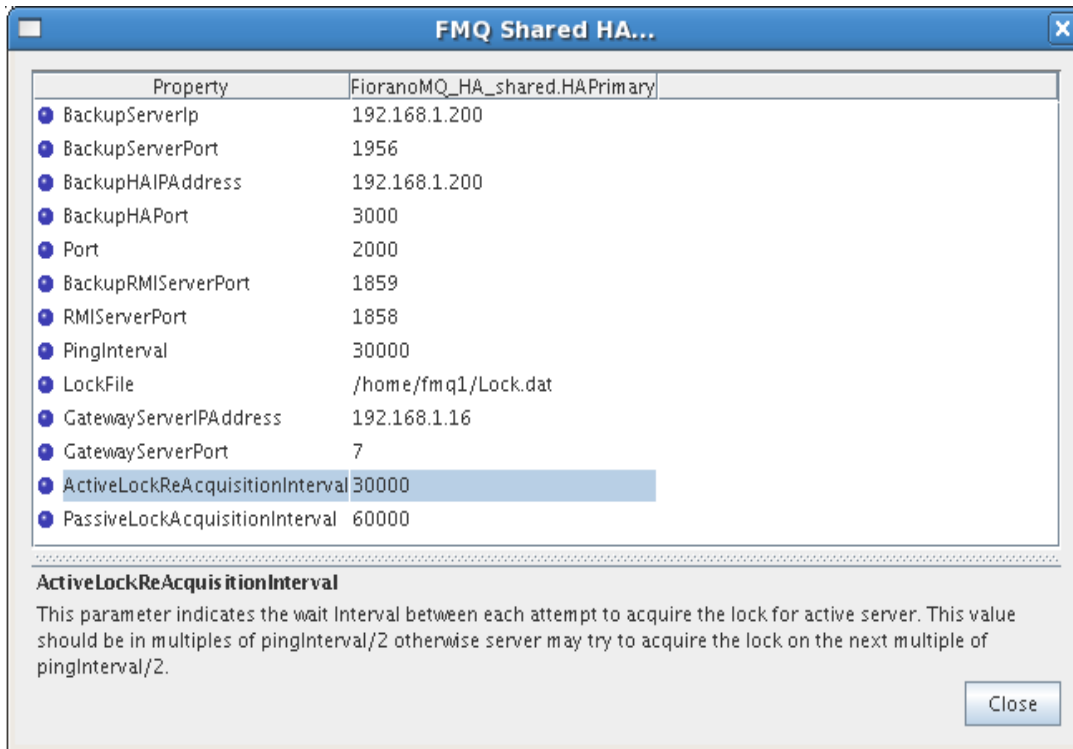 FMQ Shared HA...
Property FioranoMQ_HA_shared.HAPrimary
BackupServerIp 192.168.1.200
BackupServerPort 1956
BackupHAIPAddress 192.168.1.200
BackupHAPort 3000
Port 2000
BackupRMIServerPort 1859
RMIServerPort 1858
PingInterval 30000
LockFile /home/fmq1/Lock.dat
GatewayServerIPAddress 192.168.1.16
GatewayServerPort 7
ActiveLockReAcquisitionInterval 30000
PassiveLockAcquisitionInterval 60000
ActiveLockReAcquisitionInterval
This parameter indicates the wait Interval between each attempt to acquire the lock for active server. This value
should be in multiples of pingInterval/2 otherwise server may try to acquire the lock on the next multiple of
pingInterval/2.
Close